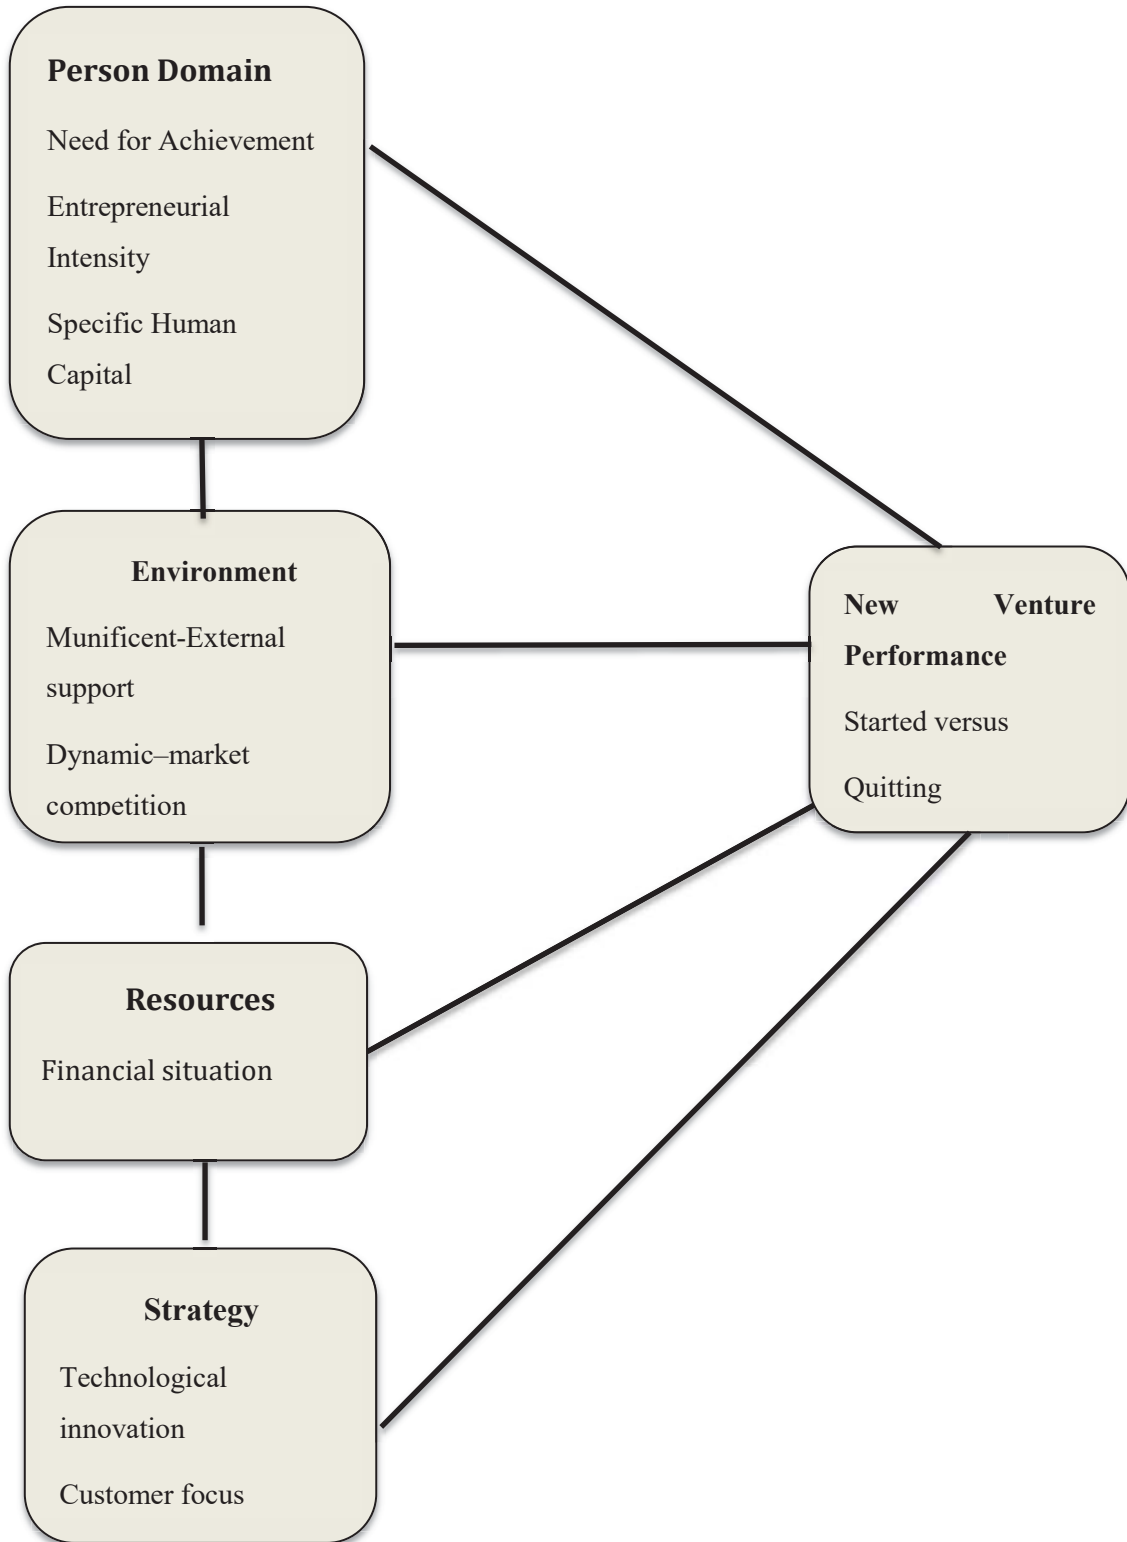 Person Domain
Need for Achievement
Entrepreneurial
Intensity
Specific Human
Capital
Environment
Munificent-External
support
Dynamic–market
competition
New Venture
Performance
Started versus
Quitting
Resources
Financial situation
Strategy
Technological
innovation
Customer focus